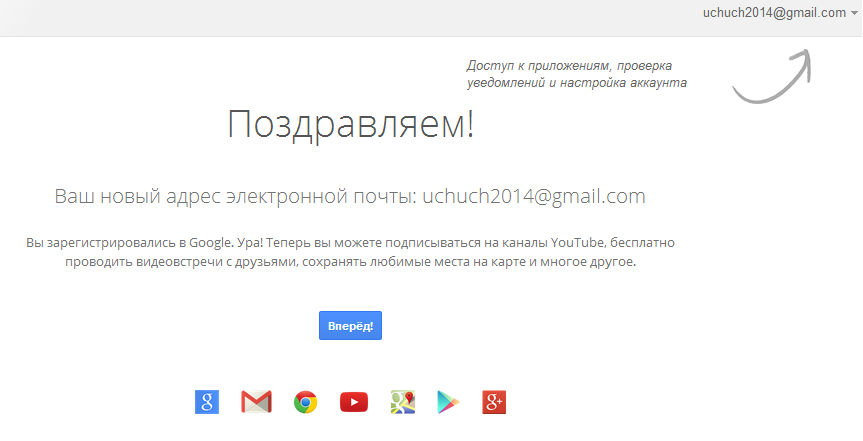 uchuch2014@gmail.com
Доступ к приложениям, проверка
уведомлений и настройка аккаунта
Поздравляем!
Ваш новый адрес электронной почты: uchuch2014@gmail.com
Вы зарегистрировались в Google. Ура! Теперь вы можете подписываться на каналы YouTube, бесплатно
проводить видеовстречи с друзьями, сохранять любимые места на карте и многое другое.
Вперёд!